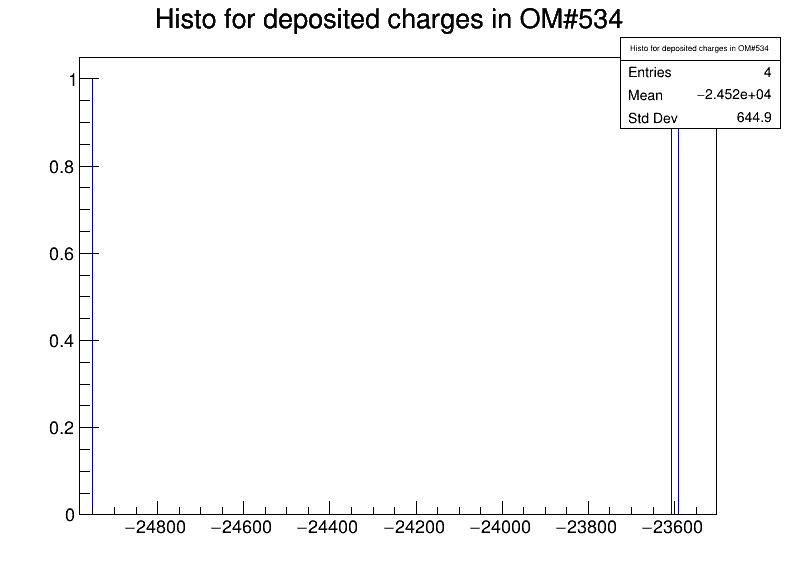 Histo for deposited charges in OM#534
Histo for deposited charges in OM#534
Entries 4
Mean −2.452e+04
Std Dev 644.9
1
0.8
0.6
0.4
0.2
0
−24800 −24600 −24400 −24200 −24000 −23800 −23600